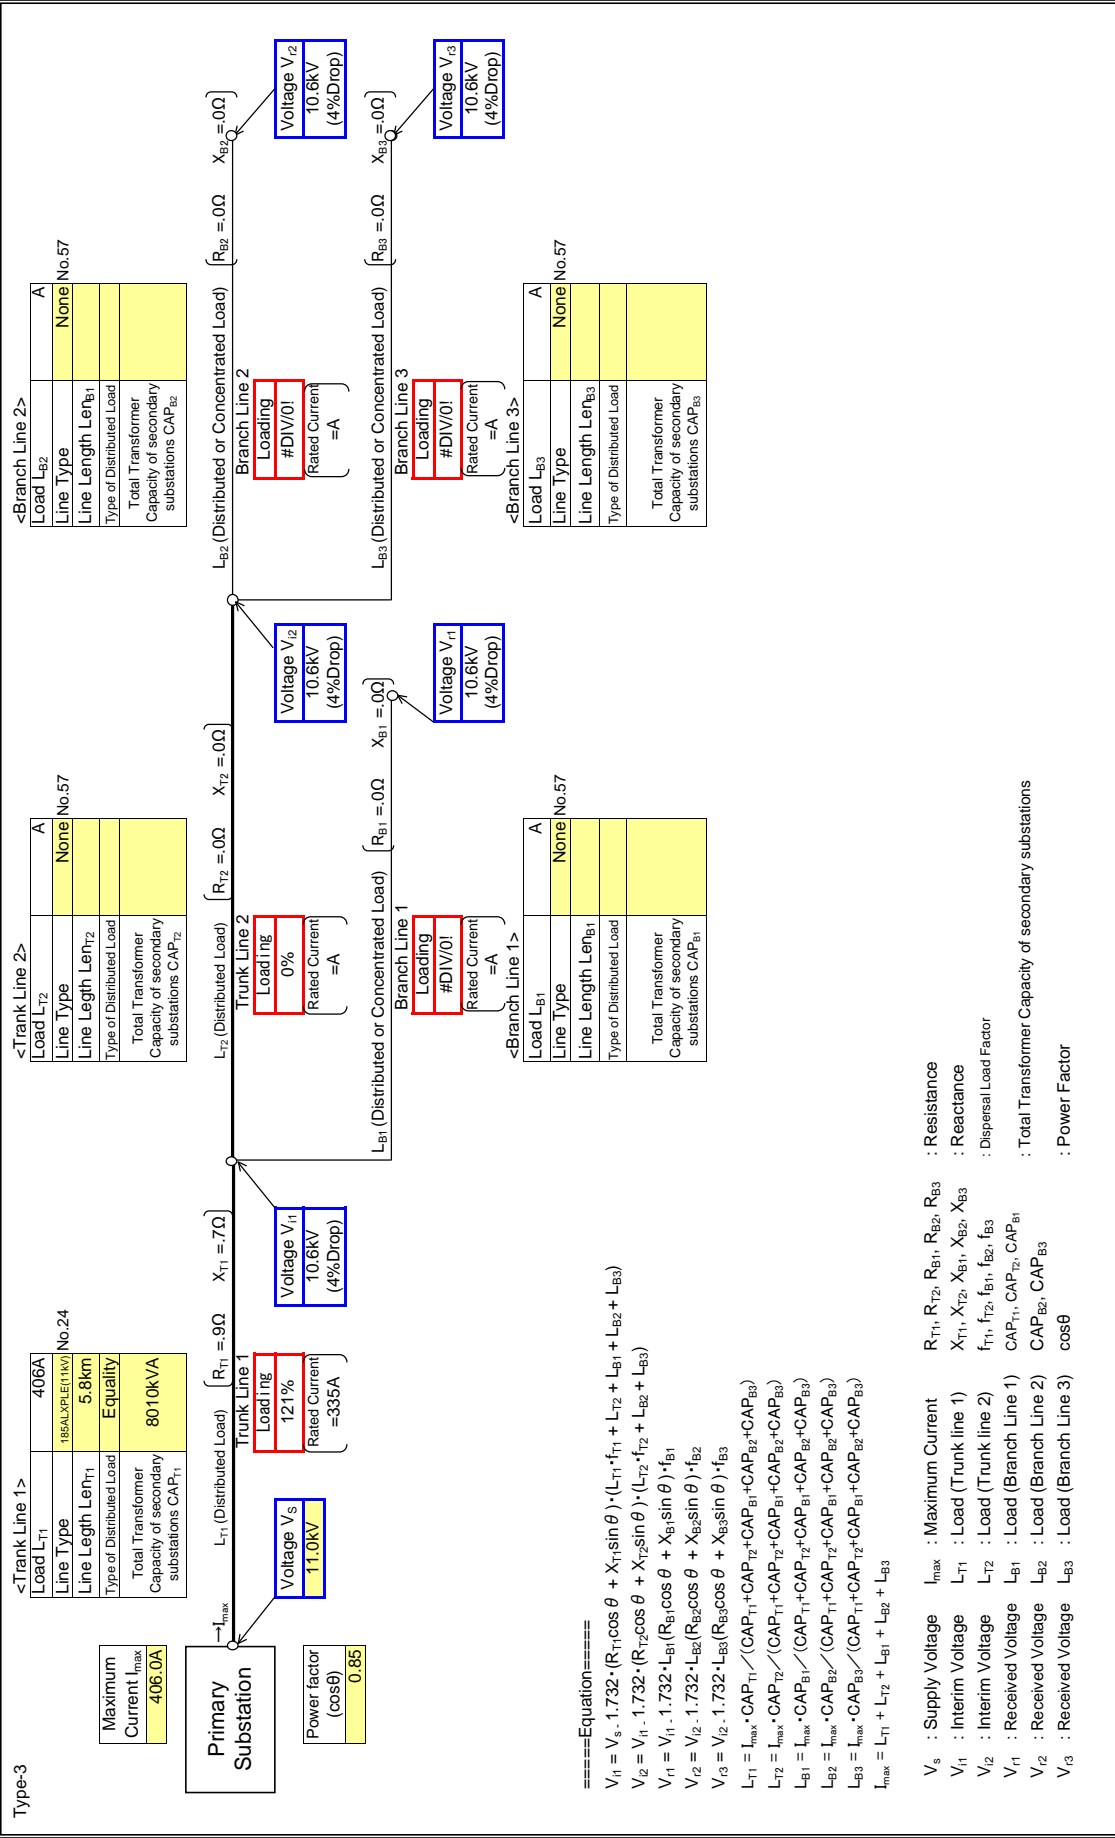 Type-3
Maximum
Current Imax
406.0A
Primary
Substation
Power factor
(cosθ)
0.85
→Imax
Voltage VS
11.0kV
<Trank Line 1>
Load LT1 406A
Line Type 185ALXPLE(11kV) No.24
Line Legth LenT1 5.8km
Type of Distributed Load Equality
Total Transformer
Capacity of secondary
substations CAPT1
8010kVA
LT1 (Distributed Load) RT1 =.9Ω XT1 =.7Ω
Trunk Line 1
Loading
121%
Rated Current
=335A
Voltage Vi1
10.6kV
(4%Drop)
<Trank Line 2>
Load LT2 A
Line Type None No.57
Line Legth LenT2
Type of Distributed Load
Total Transformer
Capacity of secondary
substations CAPT2
LT2 (Distributed Load) RT2 =.0Ω XT2 =.0Ω
Trunk Line 2
Loading
0%
Rated Current
=A
Voltage Vi2
10.6kV
(4%Drop)
LB1 (Distributed or Concentrated Load) RB1 =.0Ω XB1 =.0Ω
Branch Line 1
Loading
#DIV/0!
Rated Current
=A
Voltage Vr1
10.6kV
(4%Drop)
<Branch Line 1>
Load LB1 A
Line Type None No.57
Line Length LenB1
Type of Distributed Load
Total Transformer
Capacity of secondary
substations CAPB1
<Branch Line 2>
Load LB2 A
Line Type None No.57
Line Length LenB1
Type of Distributed Load
Total Transformer
Capacity of secondary
substations CAPB2
LB2 (Distributed or Concentrated Load) RB2 =.0Ω XB2 =.0Ω
Branch Line 2
Loading
#DIV/0!
Rated Current
=A
Voltage Vr2
10.6kV
(4%Drop)
LB3 (Distributed or Concentrated Load) RB3 =.0Ω XB3 =.0Ω
Branch Line 3
Loading
#DIV/0!
Rated Current
=A
Voltage Vr3
10.6kV
(4%Drop)
<Branch Line 3>
Load LB3 A
Line Type None No.57
Line Length LenB3
Type of Distributed Load
Total Transformer
Capacity of secondary
substations CAPB3
=====Equation=====
Vi1 = Vs - 1.732・(RT1cos θ + XT1sin θ)・(LT1・fT1 + LT2 + LB1 + LB2 + LB3)
Vi2 = Vi1 - 1.732・(RT2cos θ + XT2sin θ)・(LT2・fT2 + LB2 + LB3)
Vr1 = Vi1 - 1.732・LB1(RB1cos θ + XB1sin θ)・fB1
Vr2 = Vi2 - 1.732・LB2(RB2cos θ + XB2sin θ)・fB2
Vr3 = Vi2 - 1.732・LB3(RB3cos θ + XB3sin θ)・fB3
LT1 = Imax・CAPT1／(CAPT1+CAPT2+CAPB1+CAPB2+CAPB3)
LT2 = Imax・CAPT2／(CAPT1+CAPT2+CAPB1+CAPB2+CAPB3)
LB1 = Imax・CAPB1／(CAPT1+CAPT2+CAPB1+CAPB2+CAPB3)
LB2 = Imax・CAPB2／(CAPT1+CAPT2+CAPB1+CAPB2+CAPB3)
LB3 = Imax・CAPB3／(CAPT1+CAPT2+CAPB1+CAPB2+CAPB3)
Imax = LT1 + LT2 + LB1 + LB2 + LB3
Vs : Supply Voltage Imax : Maximum Current RT1, RT2, RB1, RB2, RB3 : Resistance
Vi1 : Interim Voltage LT1 : Load (Trunk line 1) XT1, XT2, XB1, XB2, XB3 : Reactance
Vi2 : Interim Voltage LT2 : Load (Trunk line 2) fT1, fT2, fB1, fB2, fB3 : Dispersal Load Factor
Vr1 : Received Voltage LB1 : Load (Branch Line 1) CAPT1, CAPT2, CAPB1 : Total Transformer Capacity of secondary substations
Vr2 : Received Voltage LB2 : Load (Branch Line 2) CAPB2, CAPB3
Vr3 : Received Voltage LB3 : Load (Branch Line 3) cosθ : Power Factor